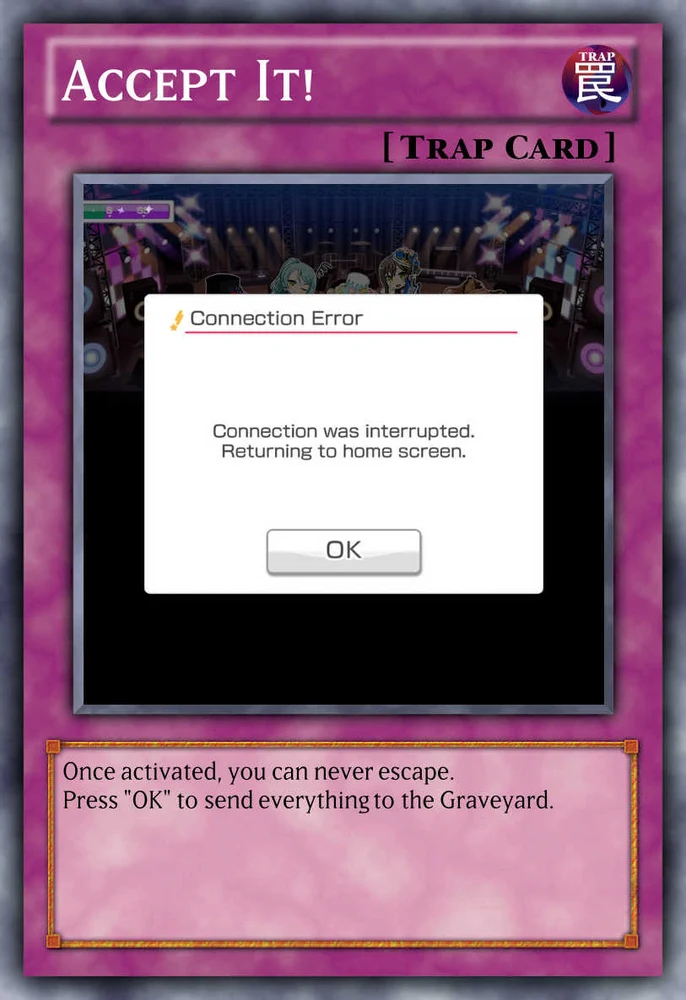 Accept It!
TRAP
罠
[Trap Card]
Connection Error
Connection was interrupted.
Returning to home screen.
OK
Once activated, you can never escape.
Press "OK" to send everything to the Graveyard.